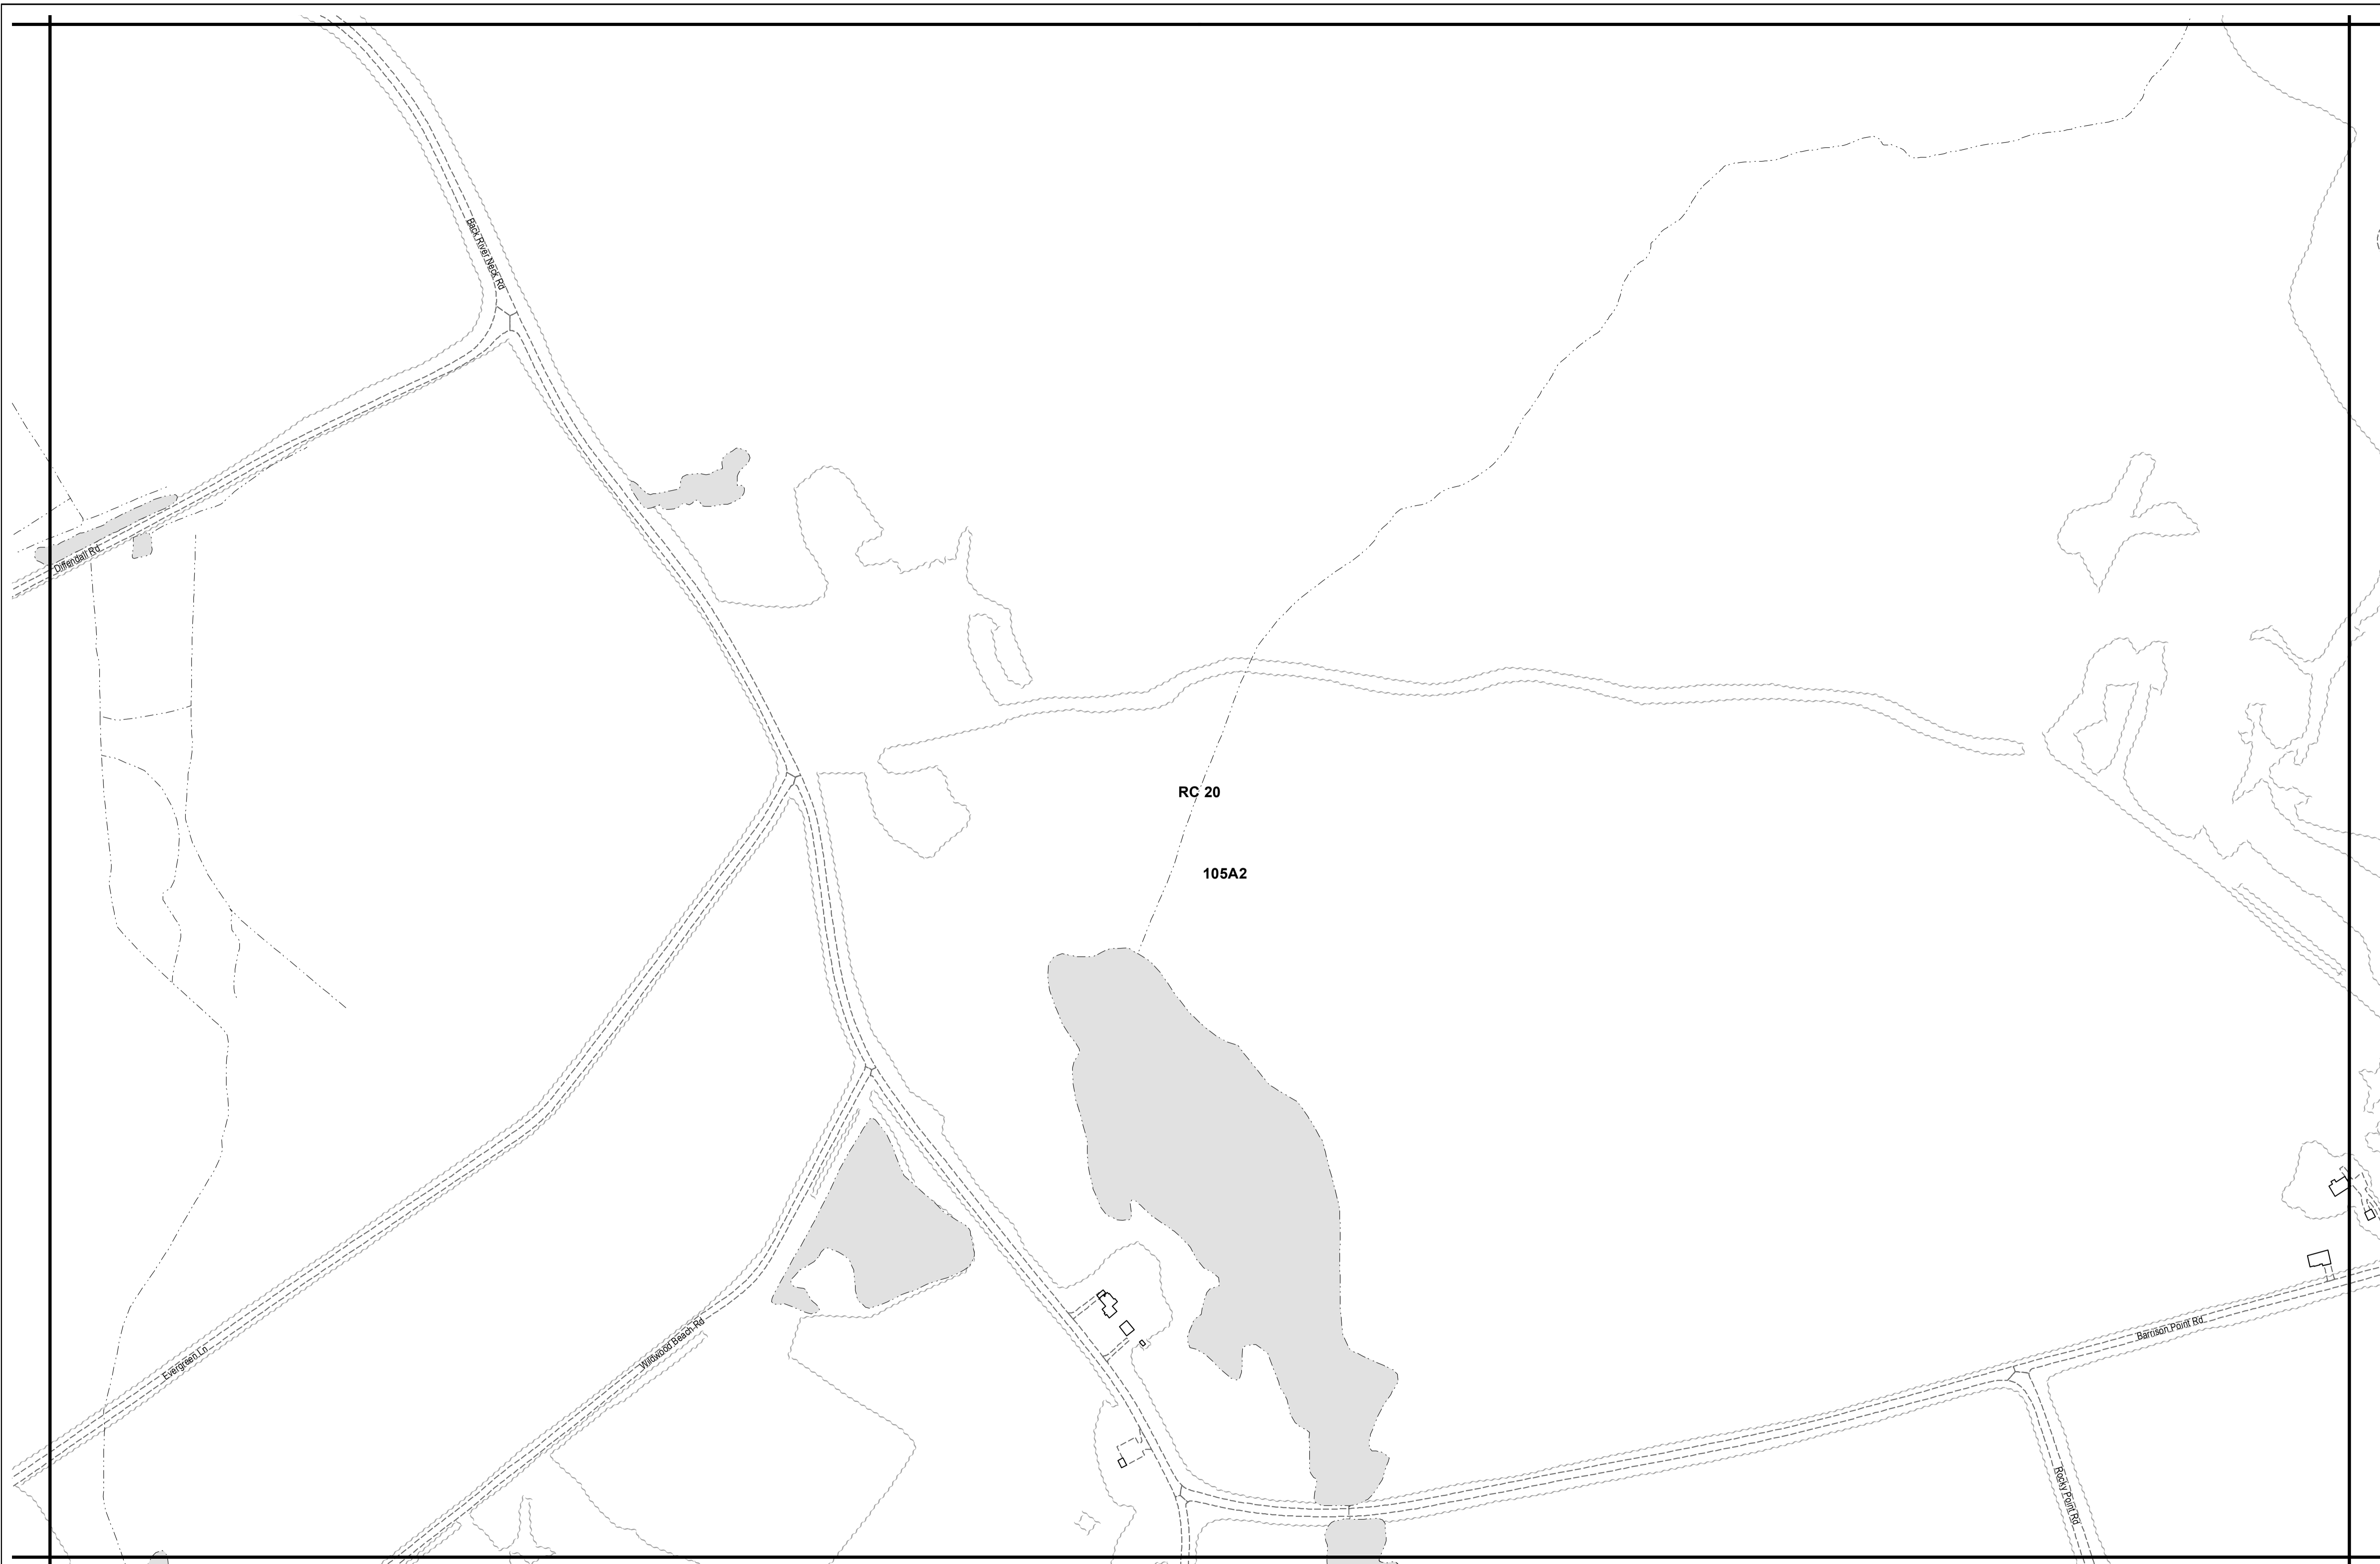 Back River Neck Rd
Diffendall Rd
RC 20
105A2
Barrison Point Rd
Wildwood Beach Rd
Evergreen Ln
Rocky Point Rd